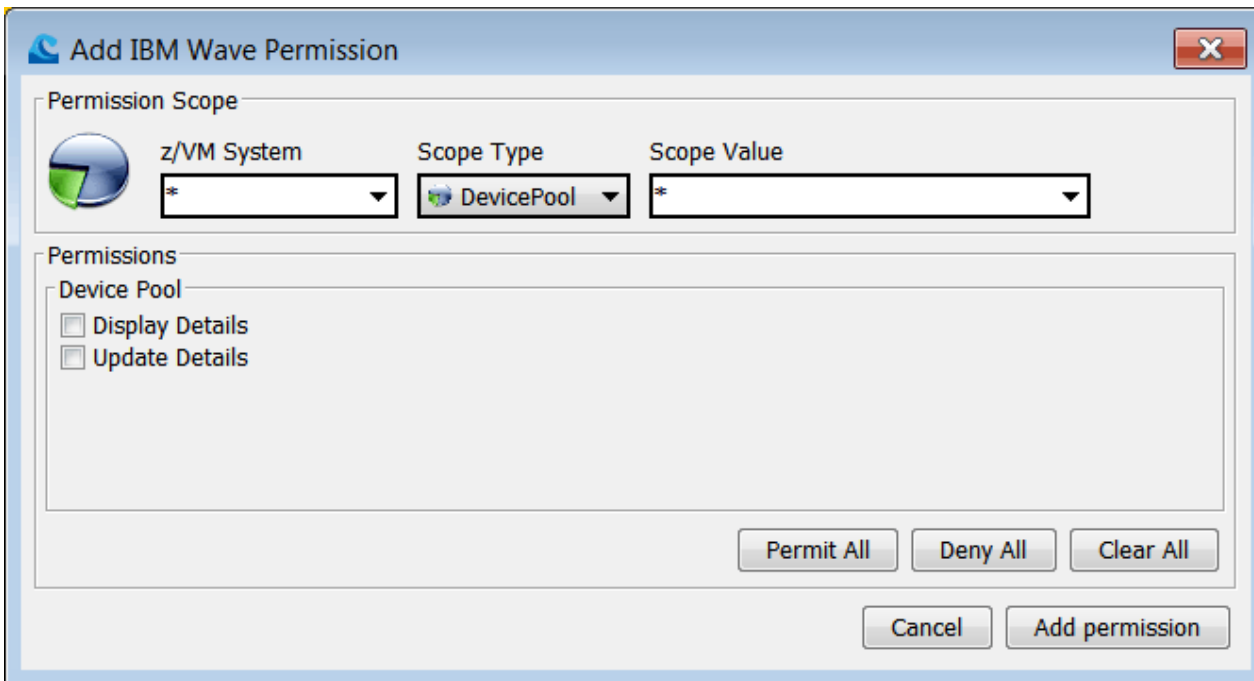 Add IBM Wave Permission
Permission Scope
z/VM System Scope Type Scope Value
* DevicePool *
Permissions
Device Pool
Display Details
Update Details
Permit All Deny All Clear All
Cancel Add permission